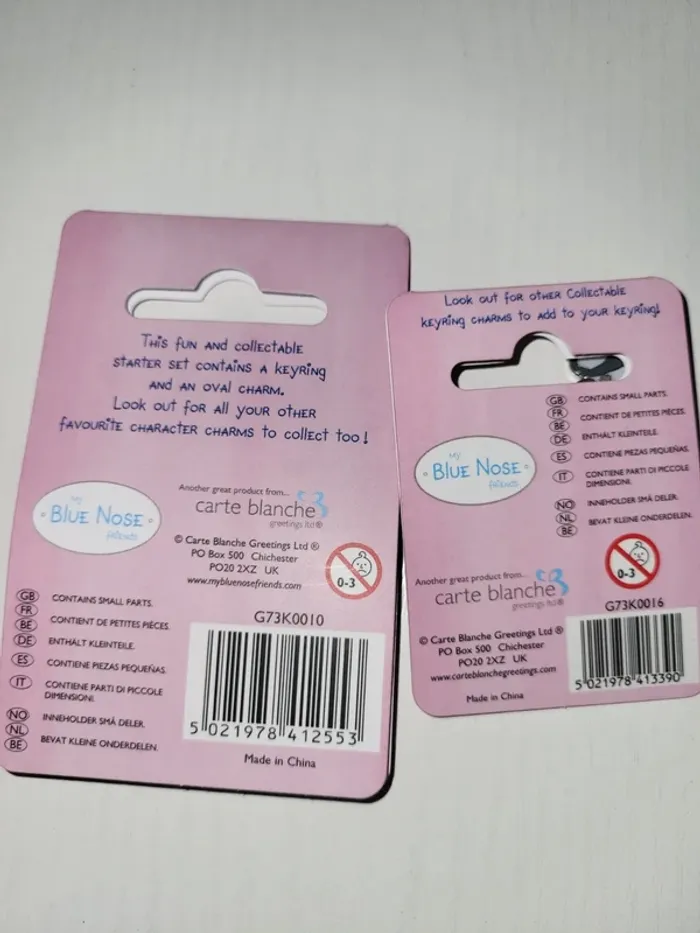 This fun and collectable
starter set contains a keyring
and an oval charm.
Look out for all your other
favourite character charms to collect too!
My
Blue Nose
friends
Another great product from...
carte blanche
greetings ltd®
© Carte Blanche Greetings Ltd ®
PO Box 500 Chichester
PO20 2XZ UK
www.mybluenosefriends.com
0-3
GB CONTAINS SMALL PARTS.
FR
BE CONTIENT DE PETITES PIÈCES.
DE ENTHÄLT KLEINTEILE.
ES CONTIENE PIEZAS PEQUEÑAS.
IT CONTIENE PARTI DI PICCOLE
DIMENSIONI.
NO INNEHOLDER SMÅ DELER.
NL
BE BEVAT KLEINE ONDERDELEN.
G73K0010
5 021978 412553
Made in China
Look out for other Collectable
keyring charms to add to your keyring!
GB CONTAINS SMALL PARTS.
FR
BE CONTIENT DE PETITES PIÈCES.
DE ENTHÄLT KLEINTEILE.
ES CONTIENE PIEZAS PEQUEÑAS.
IT CONTIENE PARTI DI PICCOLE
DIMENSIONI.
NO INNEHOLDER SMÅ DELER.
NL
BE BEVAT KLEINE ONDERDELEN.
My
Blue Nose
friends
0-3
Another great product from...
carte blanche
greetings ltd®
© Carte Blanche Greetings Ltd ®
PO Box 500 Chichester
PO20 2XZ UK
www.carteblanchegreetings.com
Made in China
G73K0016
5 021978 413390